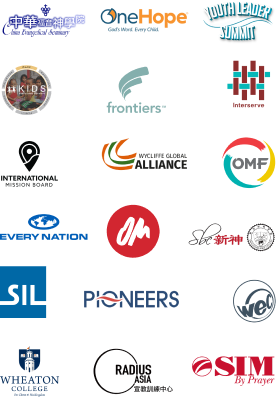 中華福音神學院
China Evangelical Seminary
OneHope
God's Word. Every Child.
YOUTH LEADER
SUMMIT
KIDS
frontiers™
interserve
INTERNATIONAL
MISSION BOARD
WYCLIFFE GLOBAL
ALLIANCE
OMF
EVERY NATION
OM
Sbc 新神
SIL
PIONEERS
wec
WHEATON
COLLEGE
RADIUS
ASIA
宣教訓練中心
SIM
By Prayer